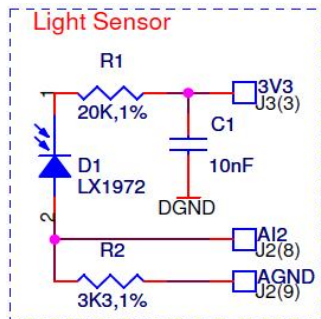 Light Sensor
R1
1
20K,1%
3V3
J3(3)
C1
10nF
D1
LX1972
DGND
2
R2
AI2
J2(8)
3K3,1%
AGND
J2(9)